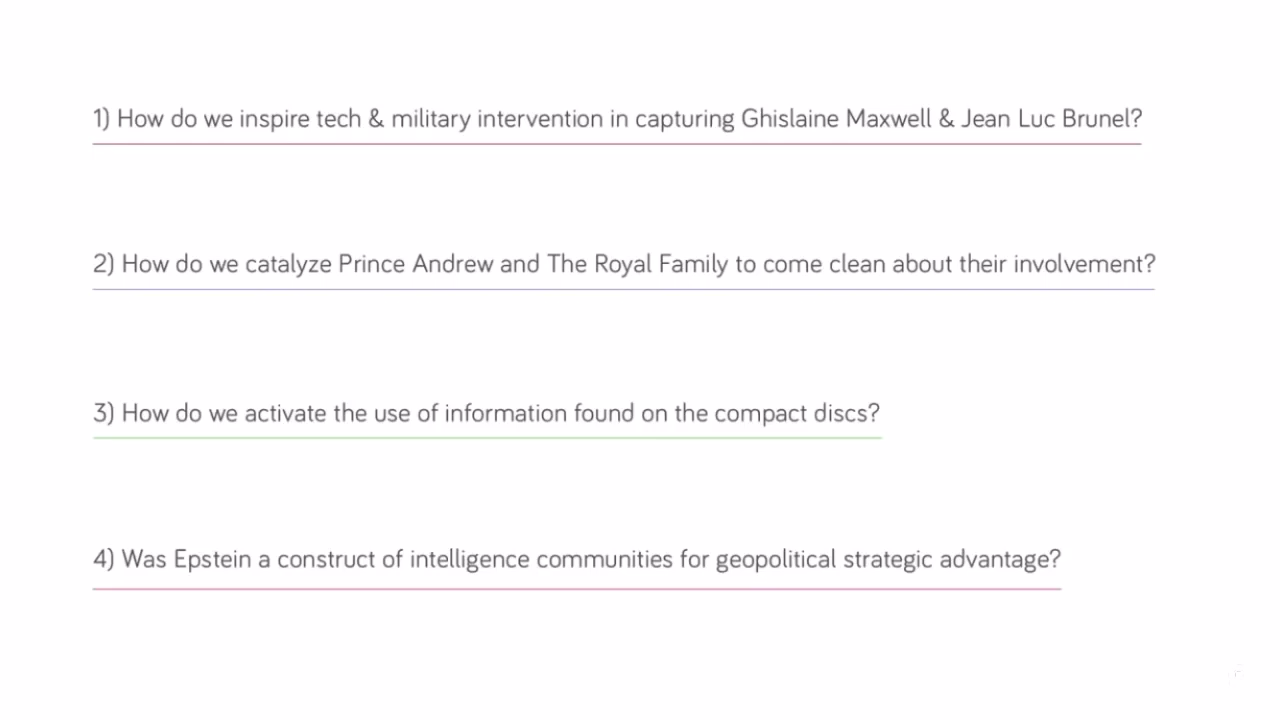 1) How do we inspire tech & military intervention in capturing Ghislaine Maxwell & Jean Luc Brunel?
2) How do we catalyze Prince Andrew and The Royal Family to come clean about their involvement?
3) How do we activate the use of information found on the compact discs?
4) Was Epstein a construct of intelligence communities for geopolitical strategic advantage?